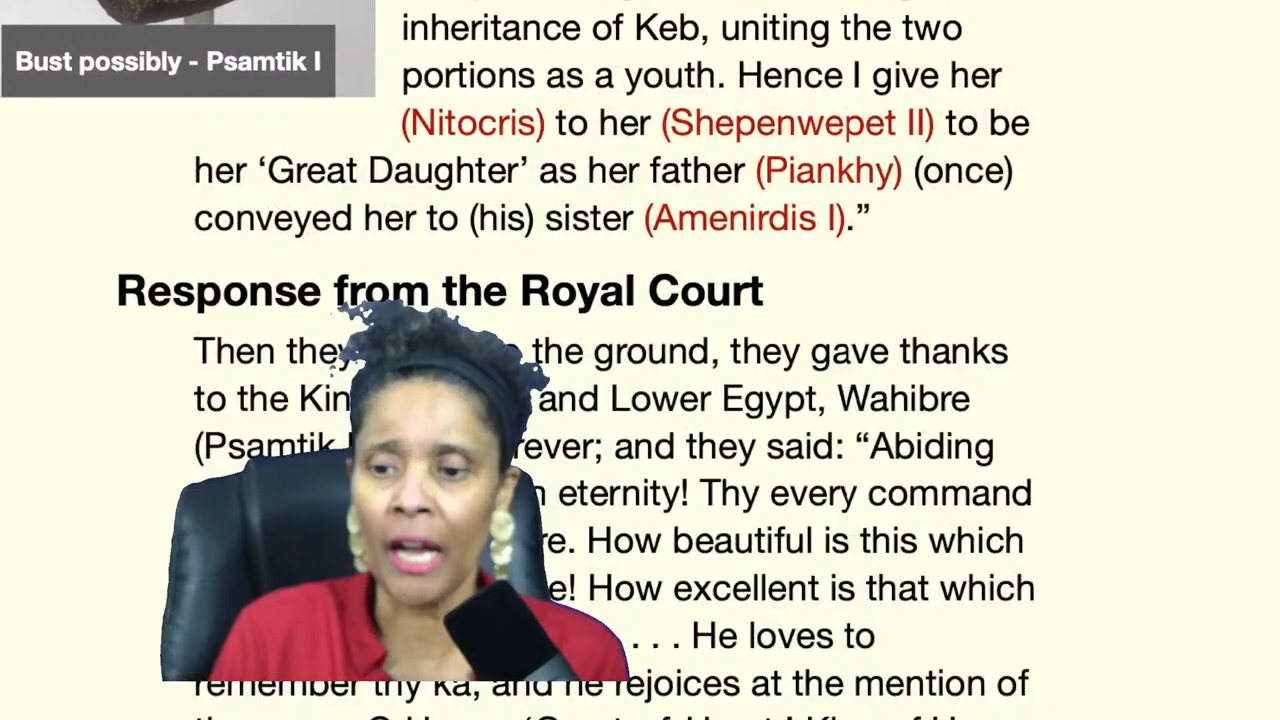 Bust possibly - Psamtik I
inheritance of Keb, uniting the two
portions as a youth. Hence I give her
(Nitocris) to her (Shepenwepet II) to be
her ‘Great Daughter’ as her father (Piankhy) (once)
conveyed her to (his) sister (Amenirdis I).”
Response from the Royal Court
Then they the ground, they gave thanks
to the and Lower Egypt, Wahibre
(Psamtik and they said: “Abiding
eternity! Thy every command
How beautiful is this which
How excellent is that which
. . . He loves to
remember thy ka, and he rejoices at the mention of